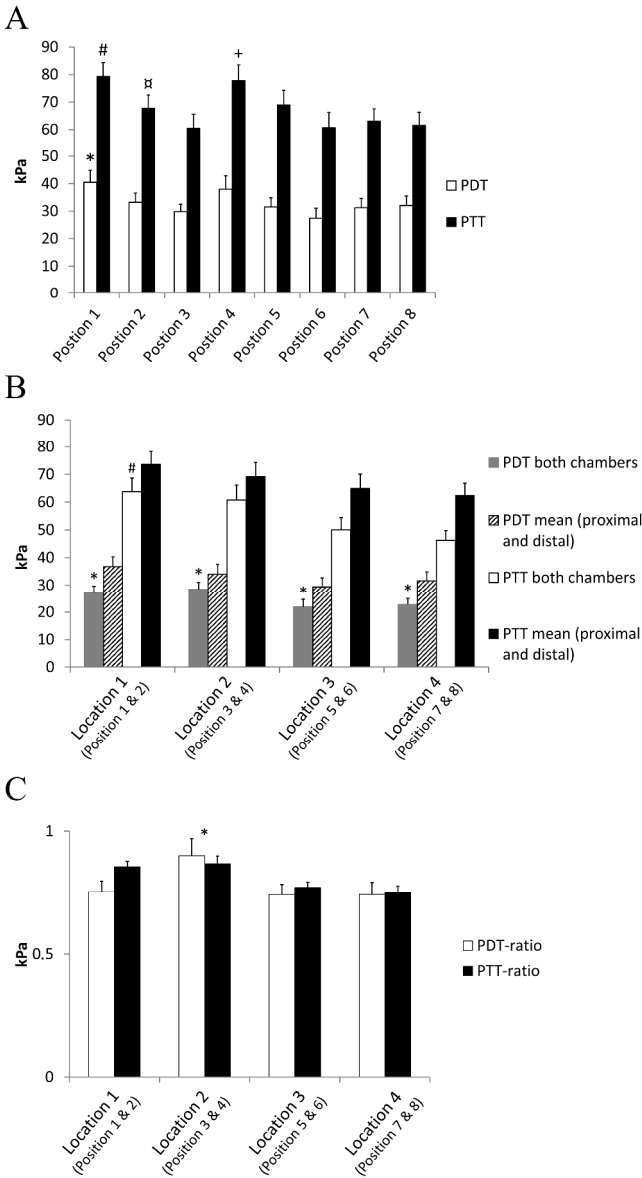 A
90
80
70
60
50
40
30
20
10
0
kPa
*
#
¤
+
Postion 1
Postion 2
Postion 3
Postion 4
Postion 5
Postion 6
Postion 7
Postion 8
PDT
PTT
B
90
80
70
60
50
40
30
20
10
0
kPa
*
#
*
*
*
Location 1
(Position 1 & 2)
Location 2
(Position 3 & 4)
Location 3
(Position 5 & 6)
Location 4
(Position 7 & 8)
PDT both chambers
PDT mean (proximal
and distal)
PTT both chambers
PTT mean (proximal
and distal)
C
1
0.5
0
kPa
*
Location 1
(Position 1 & 2)
Location 2
(Position 3 & 4)
Location 3
(Position 5 & 6)
Location 4
(Position 7 & 8)
PDT-ratio
PTT-ratio